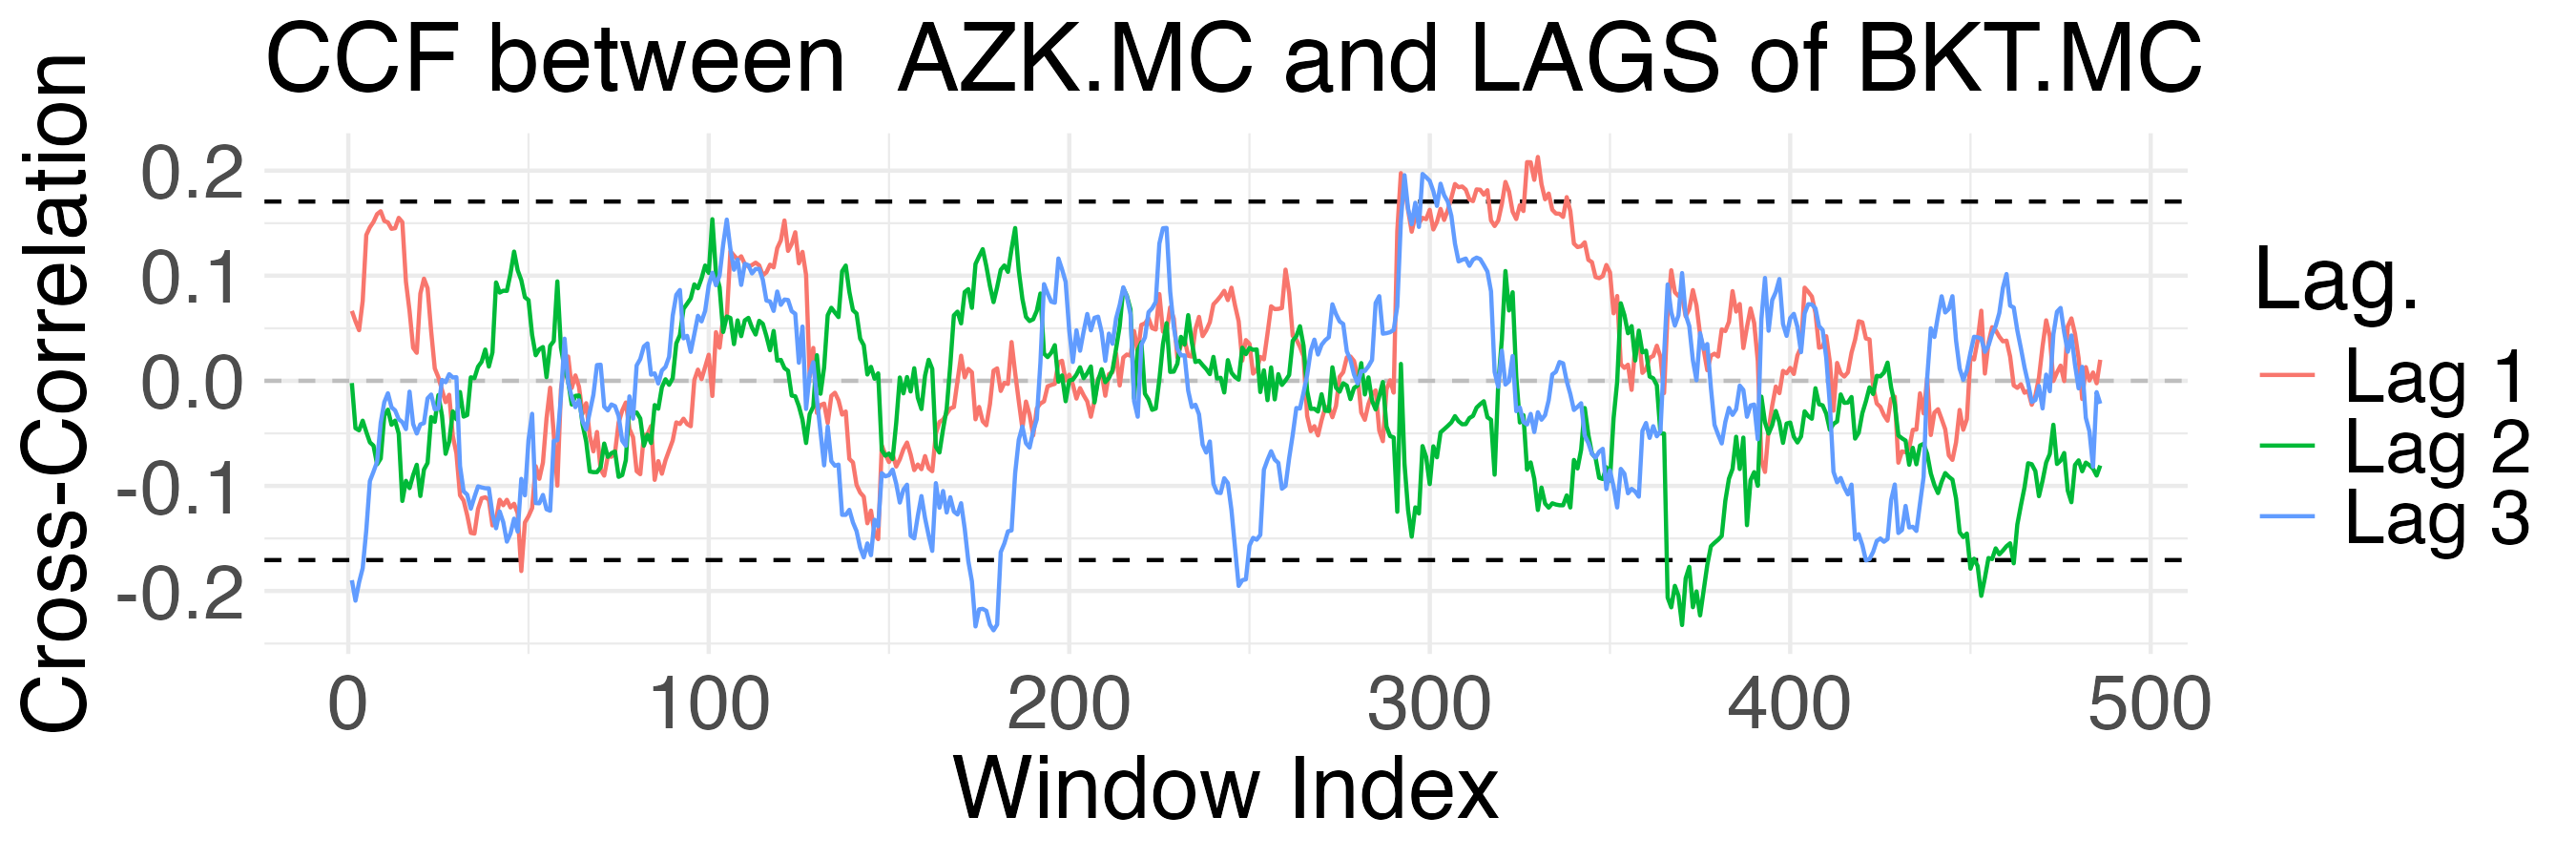 CCF between  AZK.MC and LAGS of BKT.MC
Cross-Correlation
0.2
0.1
0.0
-0.1
-0.2
0 100 200 300 400 500
Window Index
Lag.
Lag 1
Lag 2
Lag 3